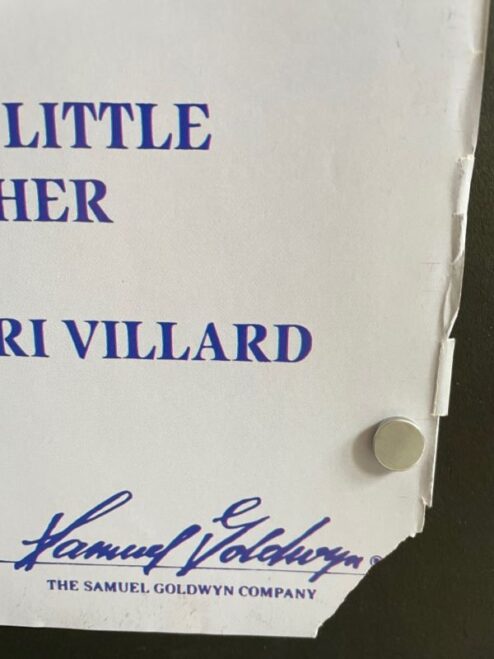 LITTLE
HER
RI VILLARD
Samuel Goldwyn ®
THE SAMUEL GOLDWYN COMPANY